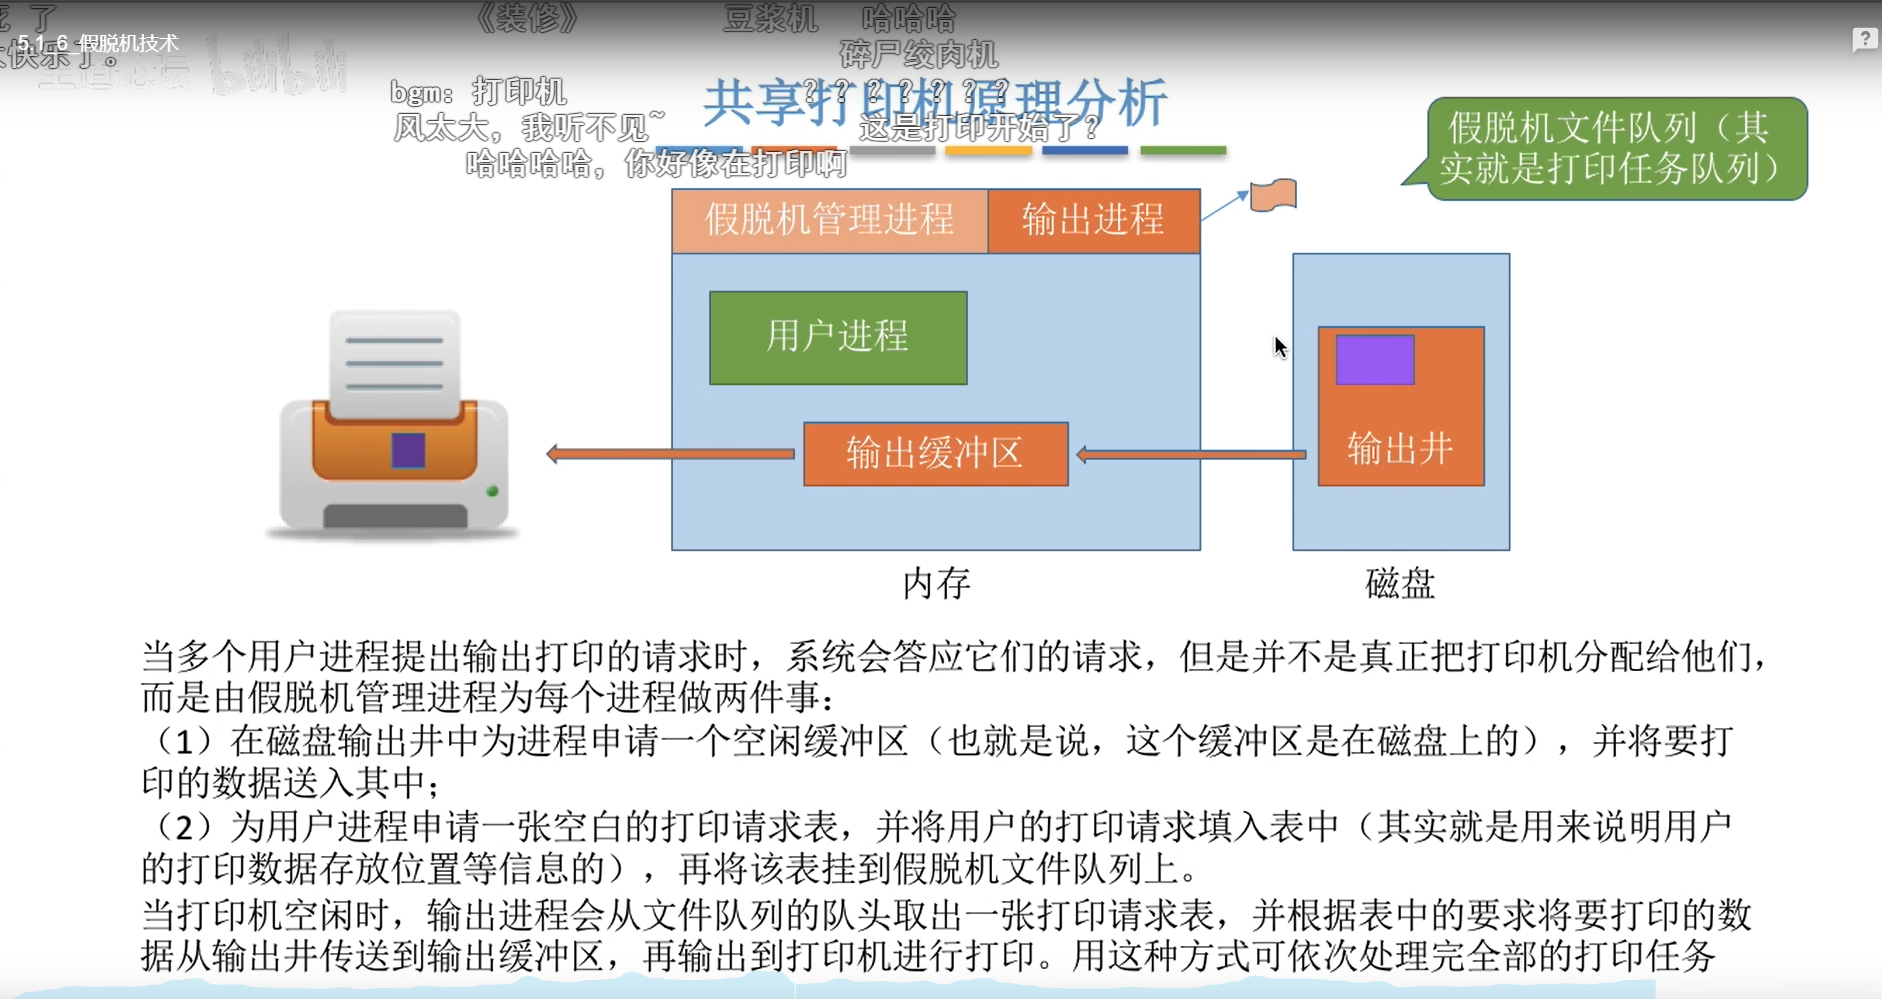 了
《装修》
豆浆机
哈哈哈
5.1_6_假脱机技术
快乐了。
碎尸绞肉机
王道论坛
bilibili
bgm：打印机
？？？？？？？
共享打印机原理分析
风太大，我听不见~
这是打印开始了？
哈哈哈哈，你好像在打印啊
假脱机文件队列（其
实就是打印任务队列）
假脱机管理进程
输出进程
用户进程
输出缓冲区
输出井
内存
磁盘
当多个用户进程提出输出打印的请求时，系统会答应它们的请求，但是并不是真正把打印机分配给他们，
而是由假脱机管理进程为每个进程做两件事：
（1）在磁盘输出井中为进程申请一个空闲缓冲区（也就是说，这个缓冲区是在磁盘上的），并将要打
印的数据送入其中；
（2）为用户进程申请一张空白的打印请求表，并将用户的打印请求填入表中（其实就是用来说明用户
的打印数据存放位置等信息的），再将该表挂到假脱机文件队列上。
当打印机空闲时，输出进程会从文件队列的队头取出一张打印请求表，并根据表中的要求将要打印的数
据从输出井传送到输出缓冲区，再输出到打印机进行打印。用这种方式可依次处理完全部的打印任务